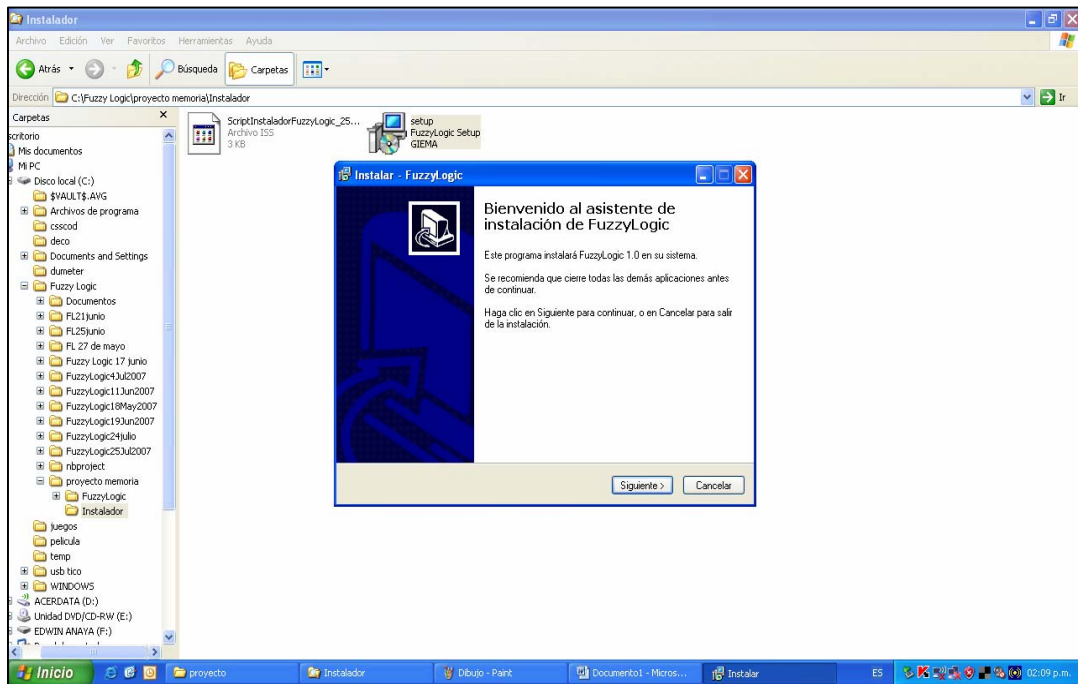 Instalador
Archivo Edición Ver Favoritos Herramientas Ayuda
Atrás Búsqueda Carpetas
Dirección C:\Fuzzy Logic\proyecto memoria\Instalador Ir
Carpetas x
scritorio
Mis documentos
Mi PC
Disco local (C:)
$VAULT$.AVG
Archivos de programa
csscod
deco
Documents and Settings
dumeter
Fuzzy Logic
Documentos
FL21junio
FL25junio
FL 27 de mayo
Fuzzy Logic 17 junio
FuzzyLogic4Jul2007
FuzzyLogic11Jun2007
FuzzyLogic18May2007
FuzzyLogic19Jun2007
FuzzyLogic24julio
FuzzyLogic25Jul2007
nbproject
proyecto memoria
FuzzyLogic
Instalador
juegos
pelicula
temp
usb tico
WINDOWS
ACERDATA (D:)
Unidad DVD/CD-RW (E:)
EDWIN ANAYA (F:)
ScriptInstaladorFuzzyLogic_25...
Archivo ISS
3 KB
setup
FuzzyLogic Setup
GIEMA
Instalar - FuzzyLogic
Bienvenido al asistente de
instalación de FuzzyLogic
Este programa instalará FuzzyLogic 1.0 en su sistema.
Se recomienda que cierre todas las demás aplicaciones antes
de continuar.
Haga clic en Siguiente para continuar, o en Cancelar para salir
de la instalación.
Siguiente > Cancelar
Inicio proyecto Instalador Dibujo - Paint Documento1 - Micros... Instalar ES 02:09 p.m.